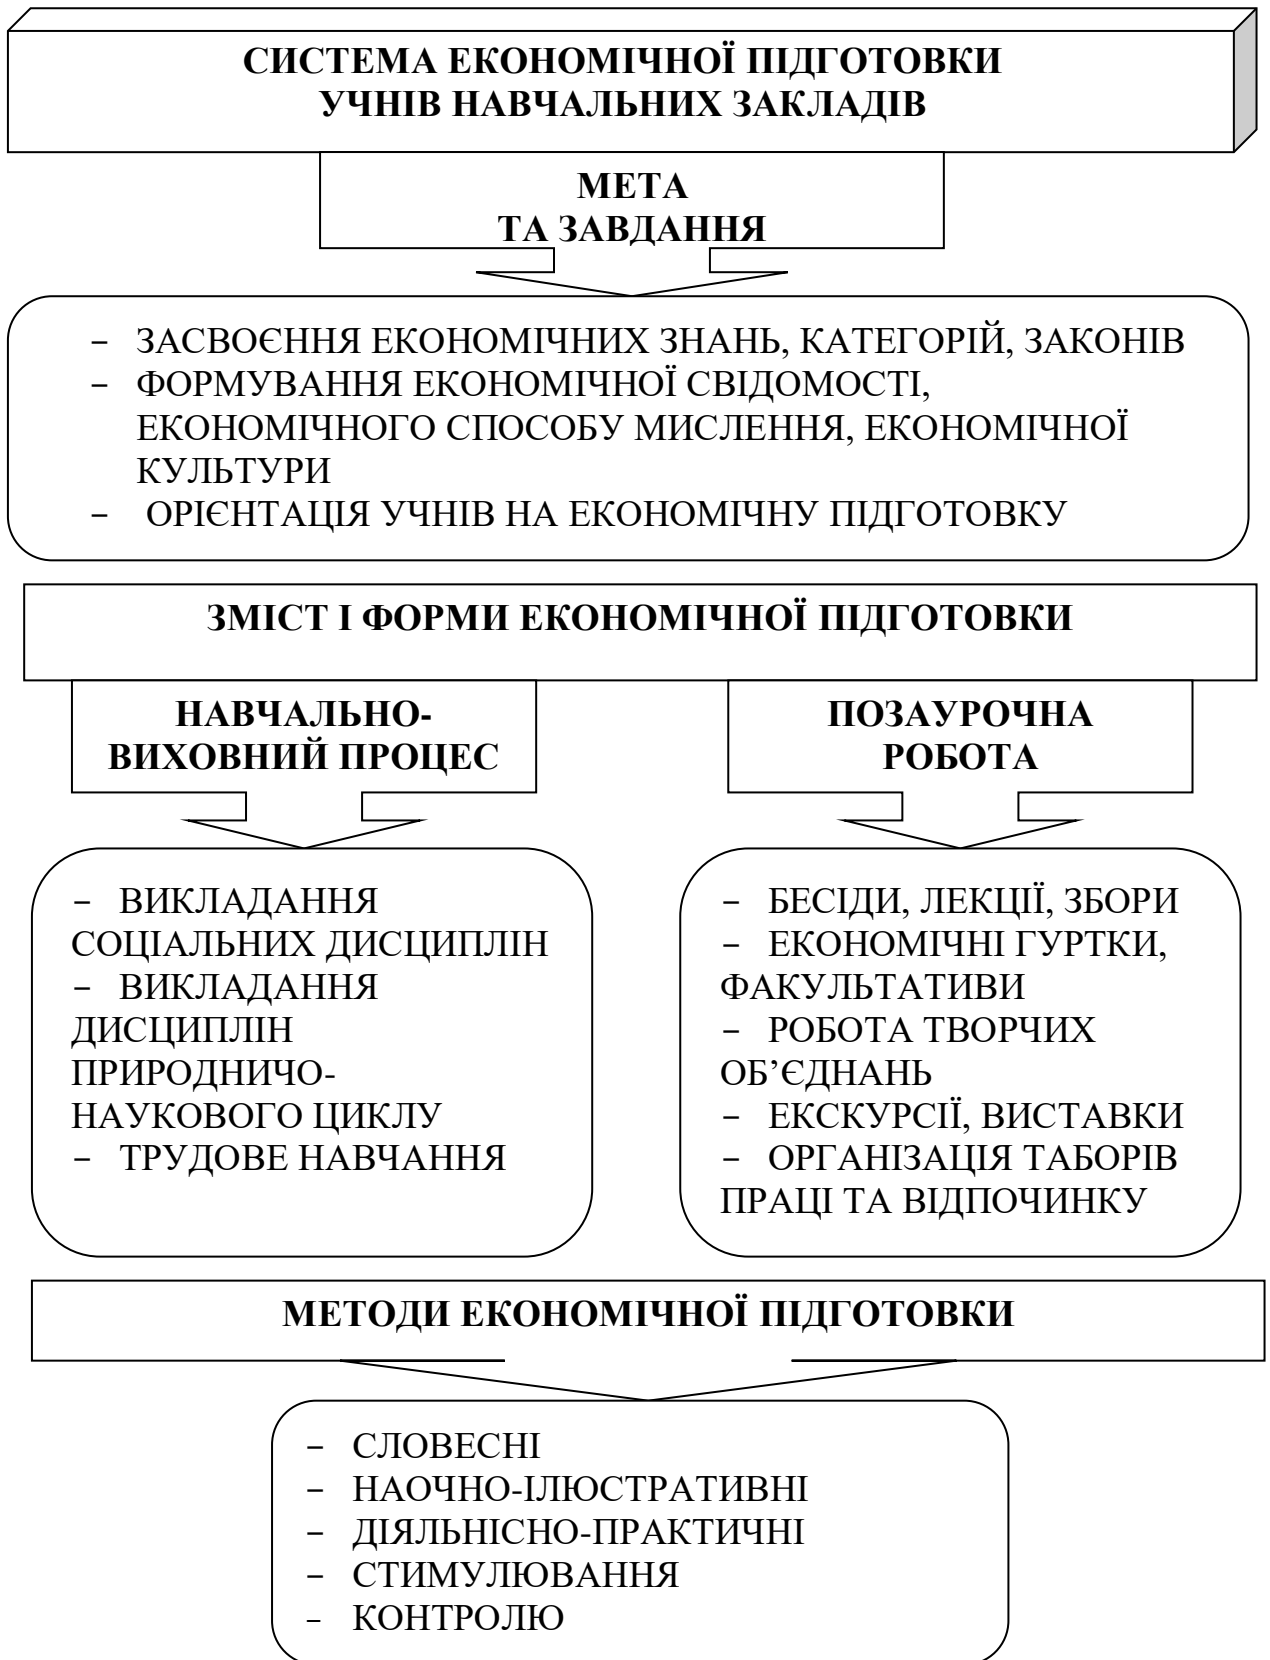 СИСТЕМА ЕКОНОМІЧНОЇ ПІДГОТОВКИ
УЧНІВ НАВЧАЛЬНИХ ЗАКЛАДІВ
МЕТА
ТА ЗАВДАННЯ
– ЗАСВОЄННЯ ЕКОНОМІЧНИХ ЗНАНЬ, КАТЕГОРІЙ, ЗАКОНІВ
– ФОРМУВАННЯ ЕКОНОМІЧНОЇ СВІДОМОСТІ,
ЕКОНОМІЧНОГО СПОСОБУ МИСЛЕННЯ, ЕКОНОМІЧНОЇ
КУЛЬТУРИ
– ОРІЄНТАЦІЯ УЧНІВ НА ЕКОНОМІЧНУ ПІДГОТОВКУ
ЗМІСТ І ФОРМИ ЕКОНОМІЧНОЇ ПІДГОТОВКИ
НАВЧАЛЬНО-
ВИХОВНИЙ ПРОЦЕС
– ВИКЛАДАННЯ
СОЦІАЛЬНИХ ДИСЦИПЛІН
– ВИКЛАДАННЯ
ДИСЦИПЛІН
ПРИРОДНИЧО-
НАУКОВОГО ЦИКЛУ
– ТРУДОВЕ НАВЧАННЯ
ПОЗАУРОЧНА
РОБОТА
– БЕСІДИ, ЛЕКЦІЇ, ЗБОРИ
– ЕКОНОМІЧНІ ГУРТКИ,
ФАКУЛЬТАТИВИ
– РОБОТА ТВОРЧИХ
ОБ’ЄДНАНЬ
– ЕКСКУРСІЇ, ВИСТАВКИ
– ОРГАНІЗАЦІЯ ТАБОРІВ
ПРАЦІ ТА ВІДПОЧИНКУ
МЕТОДИ ЕКОНОМІЧНОЇ ПІДГОТОВКИ
– СЛОВЕСНІ
– НАОЧНО-ІЛЮСТРАТИВНІ
– ДІЯЛЬНІСНО-ПРАКТИЧНІ
– СТИМУЛЮВАННЯ
– КОНТРОЛЮ